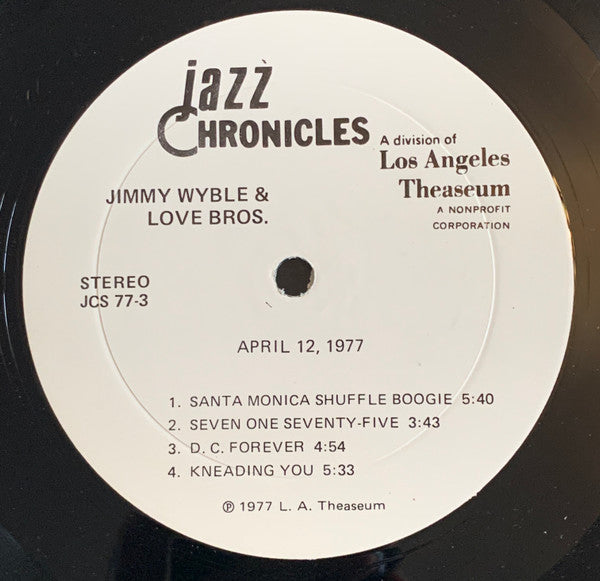 jazz
CHRONICLES
A division of
Los Angeles
Theaseum
A NONPROFIT
CORPORATION
JIMMY WYBLE &
LOVE BROS.
STEREO
JCS 77-3
APRIL 12, 1977
1. SANTA MONICA SHUFFLE BOOGIE 5:40
2. SEVEN ONE SEVENTY-FIVE 3:43
3. D. C. FOREVER 4:54
4. KNEADING YOU 5:33
℗ 1977 L. A. Theaseum